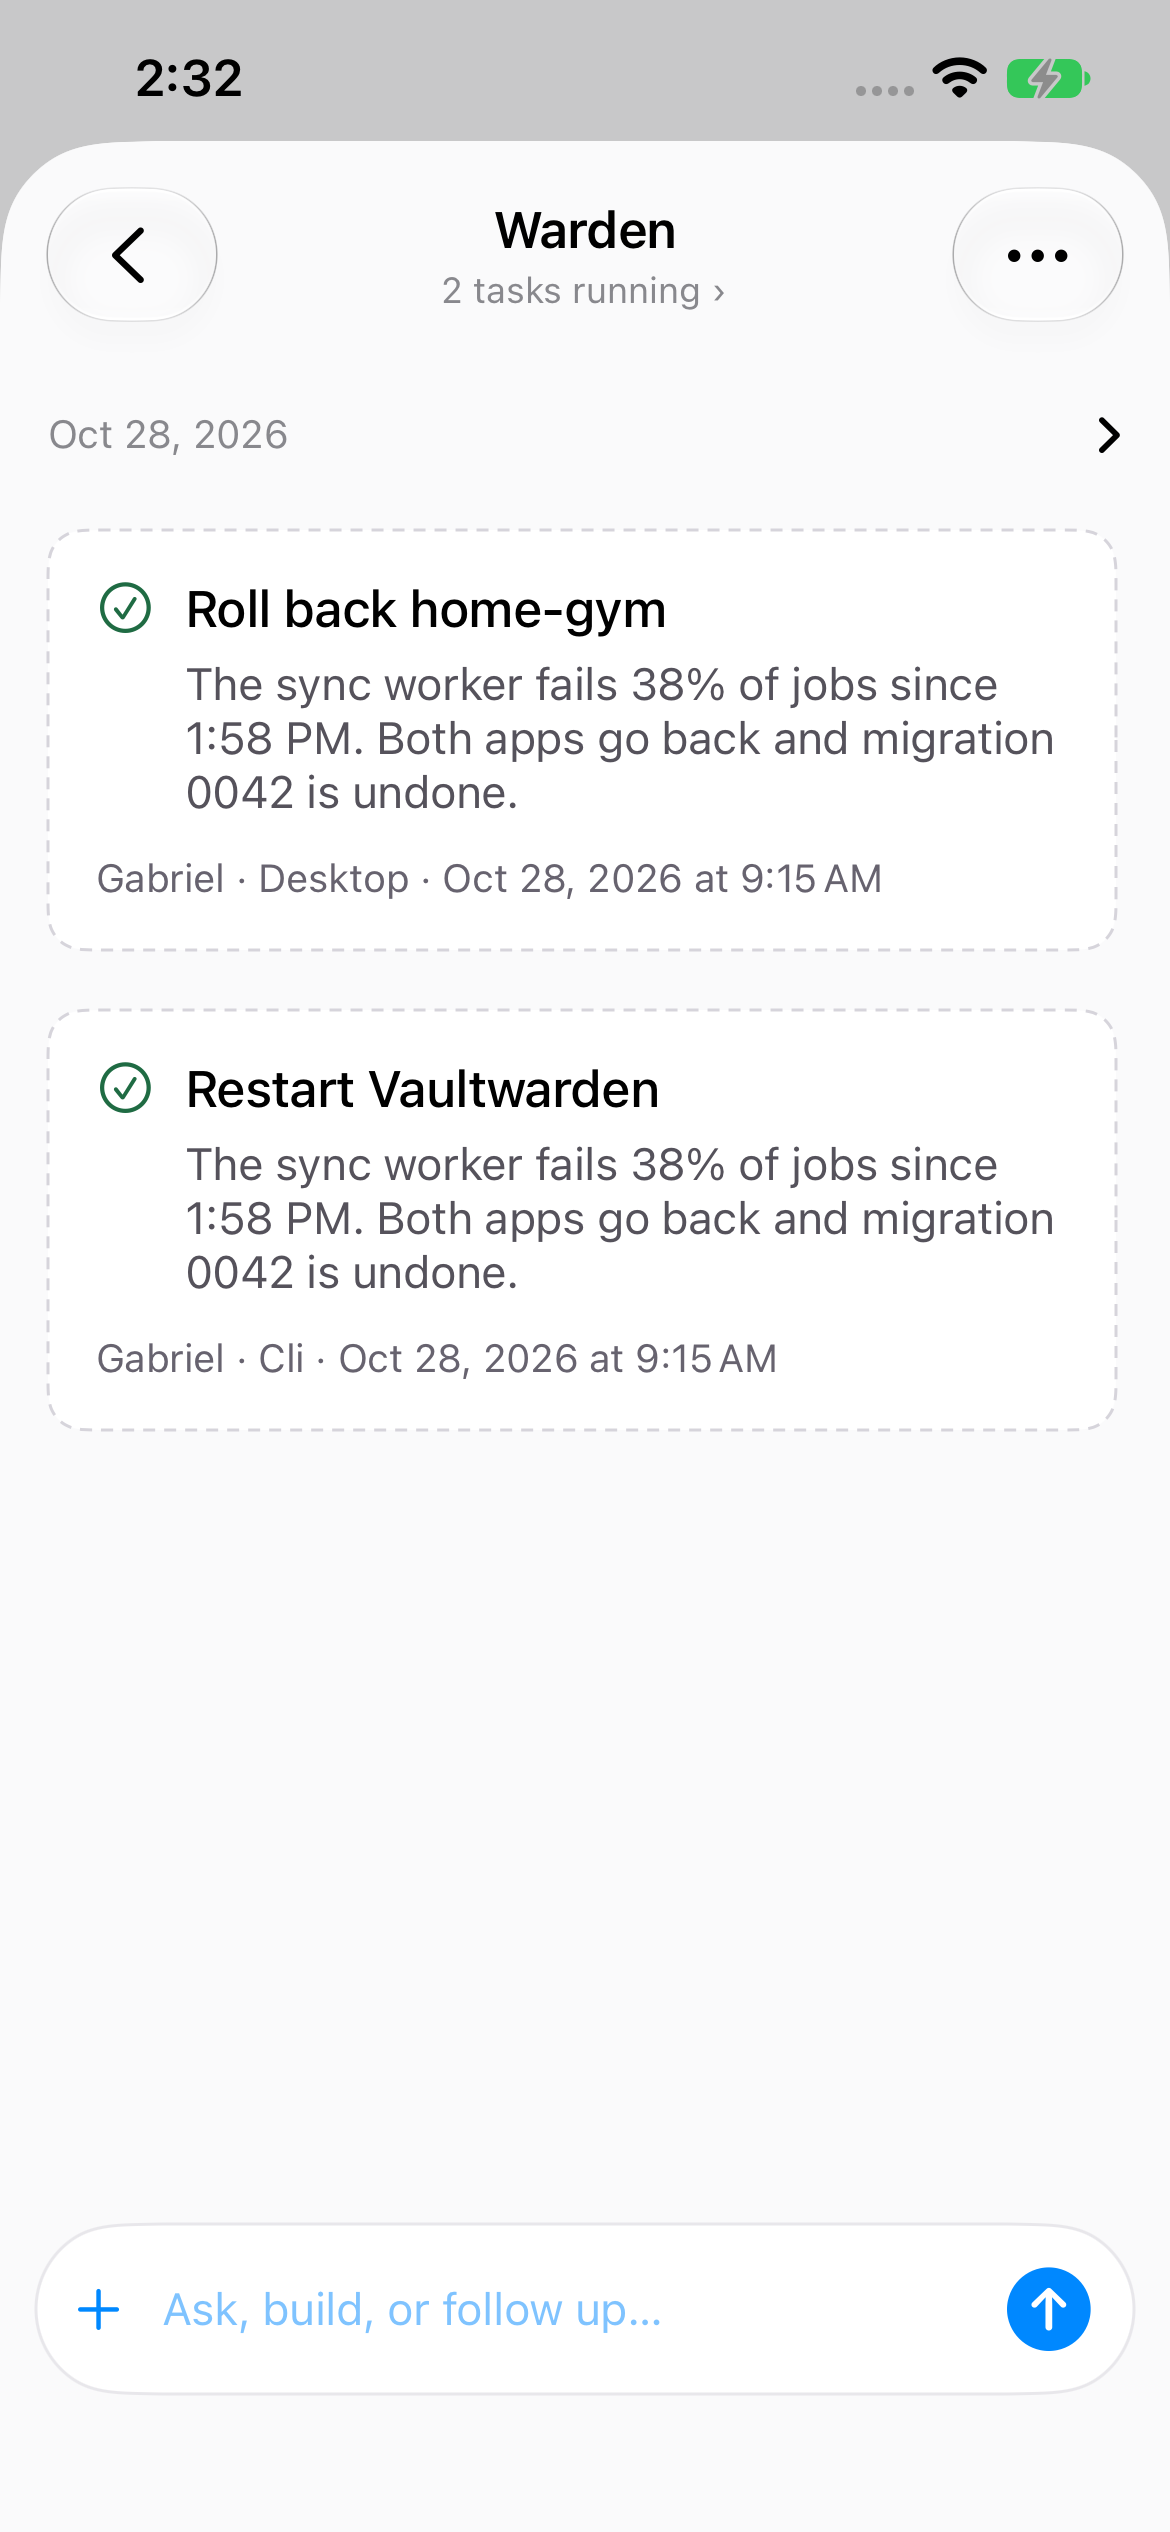 2:32
Warden
2 tasks running ›
Oct 28, 2026
Roll back home-gym
The sync worker fails 38% of jobs since
1:58 PM. Both apps go back and migration
0042 is undone.
Gabriel · Desktop · Oct 28, 2026 at 9:15 AM
Restart Vaultwarden
The sync worker fails 38% of jobs since
1:58 PM. Both apps go back and migration
0042 is undone.
Gabriel · Cli · Oct 28, 2026 at 9:15 AM
Ask, build, or follow up...